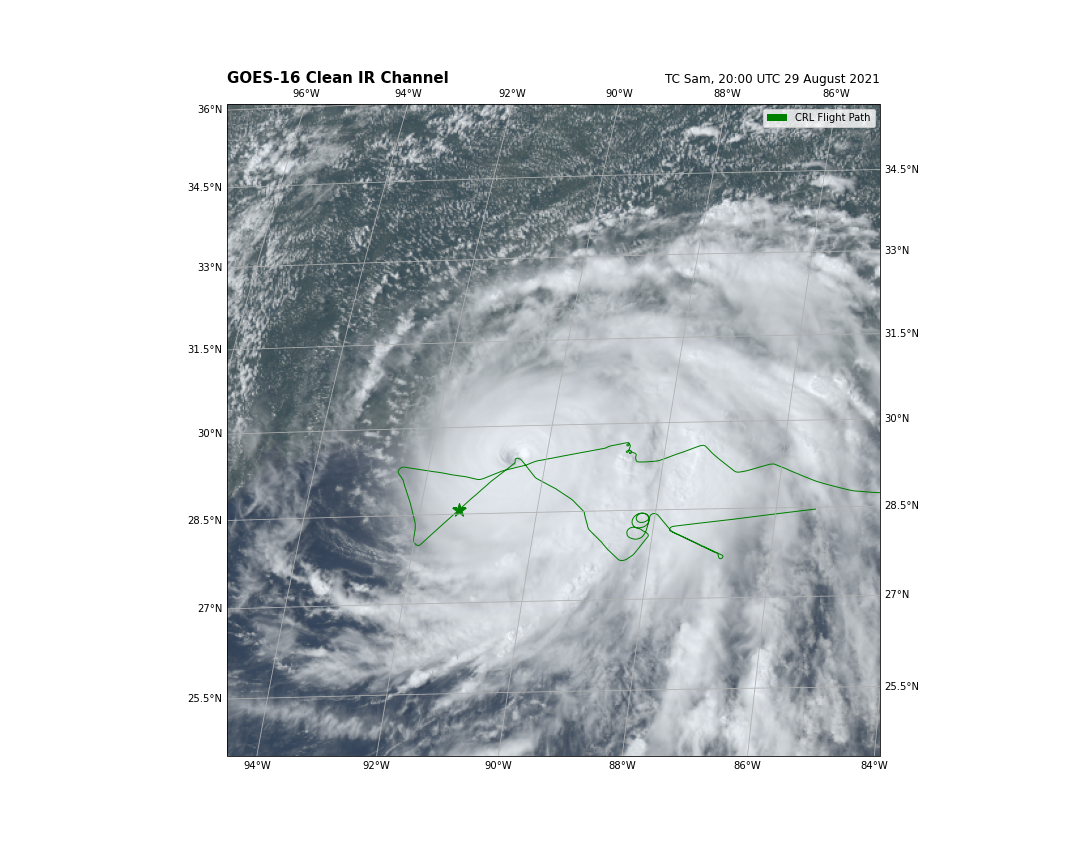 GOES-16 Clean IR Channel
TC Sam, 20:00 UTC 29 August 2021
96°W 94°W 92°W 90°W 88°W 86°W
CRL Flight Path
36°N
34.5°N
34.5°N
33°N
33°N
31.5°N
31.5°N
30°N
30°N
28.5°N
28.5°N
27°N
27°N
25.5°N
25.5°N
94°W 92°W 90°W 88°W 86°W 84°W